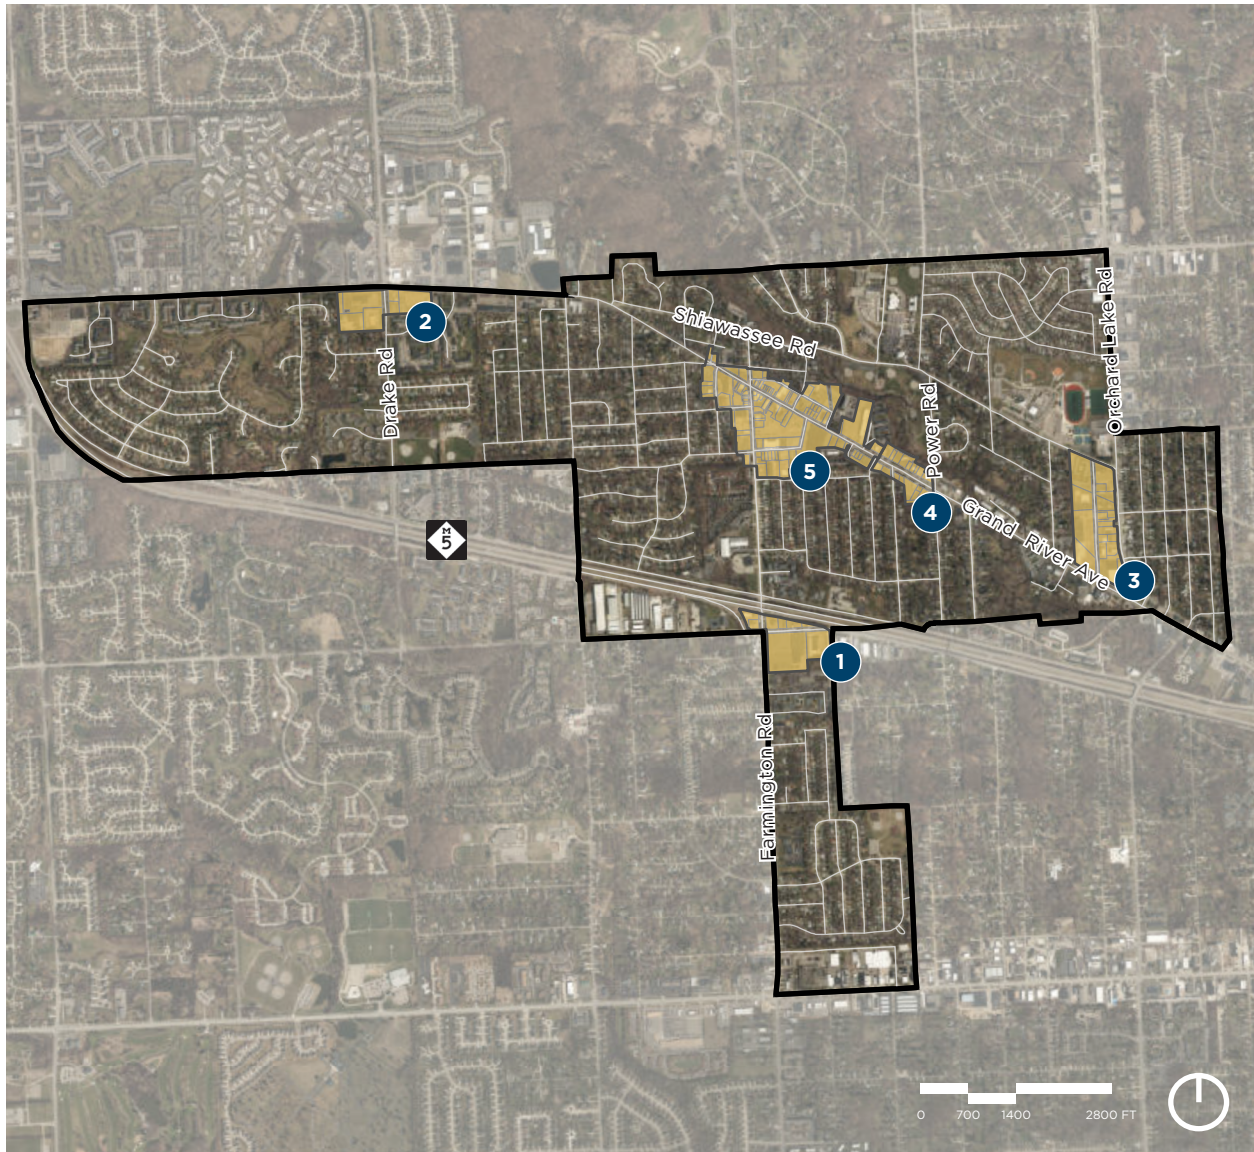 Orchard Lake Rd
Shiawassee Rd
2
Drake Rd
Power Rd
5
4
Grand River Ave
M
5
3
1
Farmington Rd
0 700 1400 2800 FT